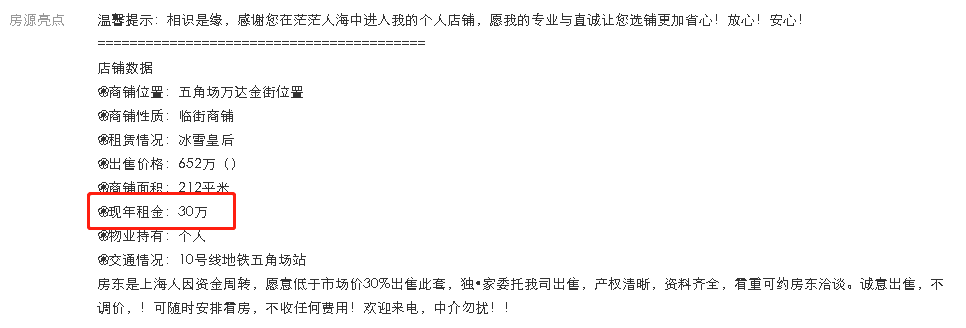 房源亮点
温馨提示：相识是缘，感谢您在茫茫人海中进入我的个人店铺，愿我的专业与直诚让您选铺更加省心！放心！安心！
=========================================
店铺数据
֍商铺位置：五角场万达金街位置
֍商铺性质：临街商铺
֍租赁情况：冰雪皇后
֍出售价格：652万（）
֍商铺面积：212平米
֍现年租金：30万
֍物业持有：个人
֍交通情况：10号线地铁五角场站
房东是上海人因资金周转，愿意低于市场价30%出售此套，独•家委托我司出售，产权清晰，资料齐全，看重可约房东洽谈。诚意出售，不
调价，！可随时安排看房，不收任何费用！欢迎来电，中介勿扰！！